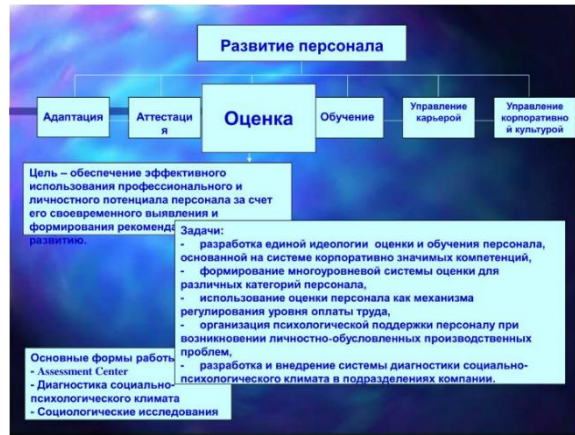 Развитие персонала
Адаптация
Аттестаци
я
Оценка
Обучение
Управление
карьерой
Управление
корпоративно
й культурой
Цель – обеспечение эффективного
использования профессионального и
личностного потенциала персонала за счет
его своевременного выявления и
формирования рекоменда
развитию.
Задачи:
- разработка единой идеологии оценки и обучения персонала,
основанной на системе корпоративно значимых компетенций,
- формирование многоуровневой системы оценки для
различных категорий персонала,
- использование оценки персонала как механизма
регулирования уровня оплаты труда,
- организация психологической поддержки персоналу при
возникновении личностно-обусловленных производственных
проблем,
- разработка и внедрение системы диагностики социально-
психологического климата в подразделениях компании.
Основные формы работы
- Assessment Center
- Диагностика социально-
психологического климата
- Социологические исследования